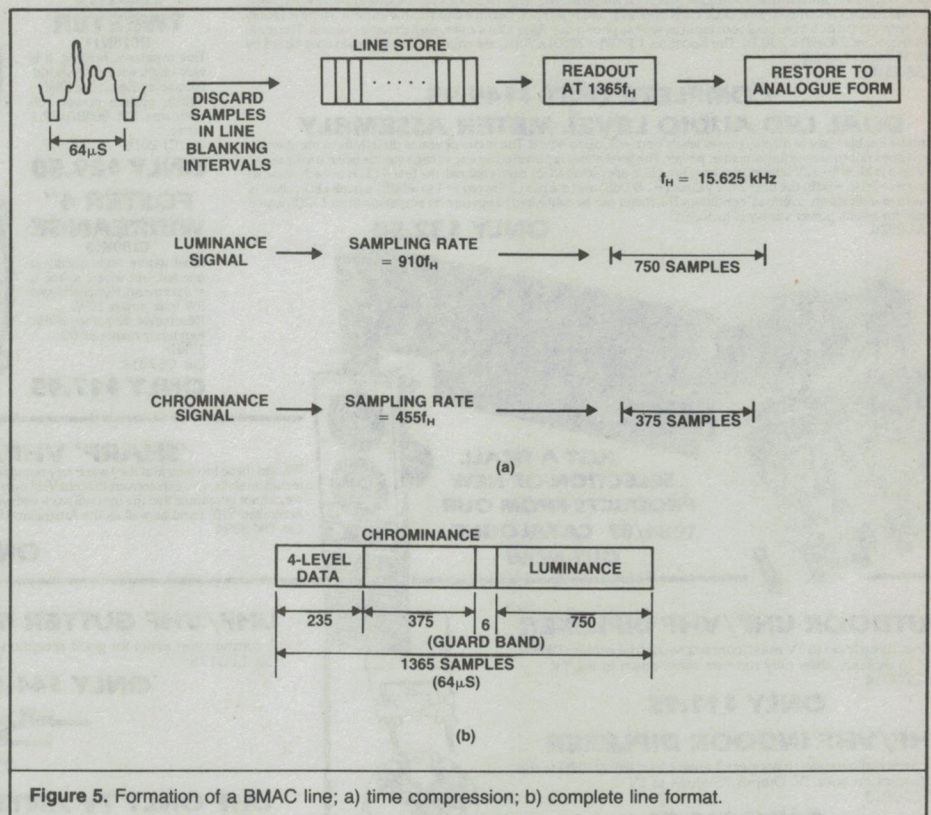 LINE STORE
64μS
DISCARD
SAMPLES
IN LINE
BLANKING
INTERVALS
READOUT
AT 1365fH
RESTORE TO
ANALOGUE FORM
fH = 15.625 kHz
LUMINANCE
SIGNAL
SAMPLING RATE
= 910fH
750 SAMPLES
CHROMINANCE
SIGNAL
SAMPLING RATE
= 455fH
375 SAMPLES
(a)
CHROMINANCE
4-LEVEL
DATA
LUMINANCE
235
375
6
750
(GUARD BAND)
1365 SAMPLES
(64μS)
(b)
Figure 5. Formation of a BMAC line; a) time compression; b) complete line format.